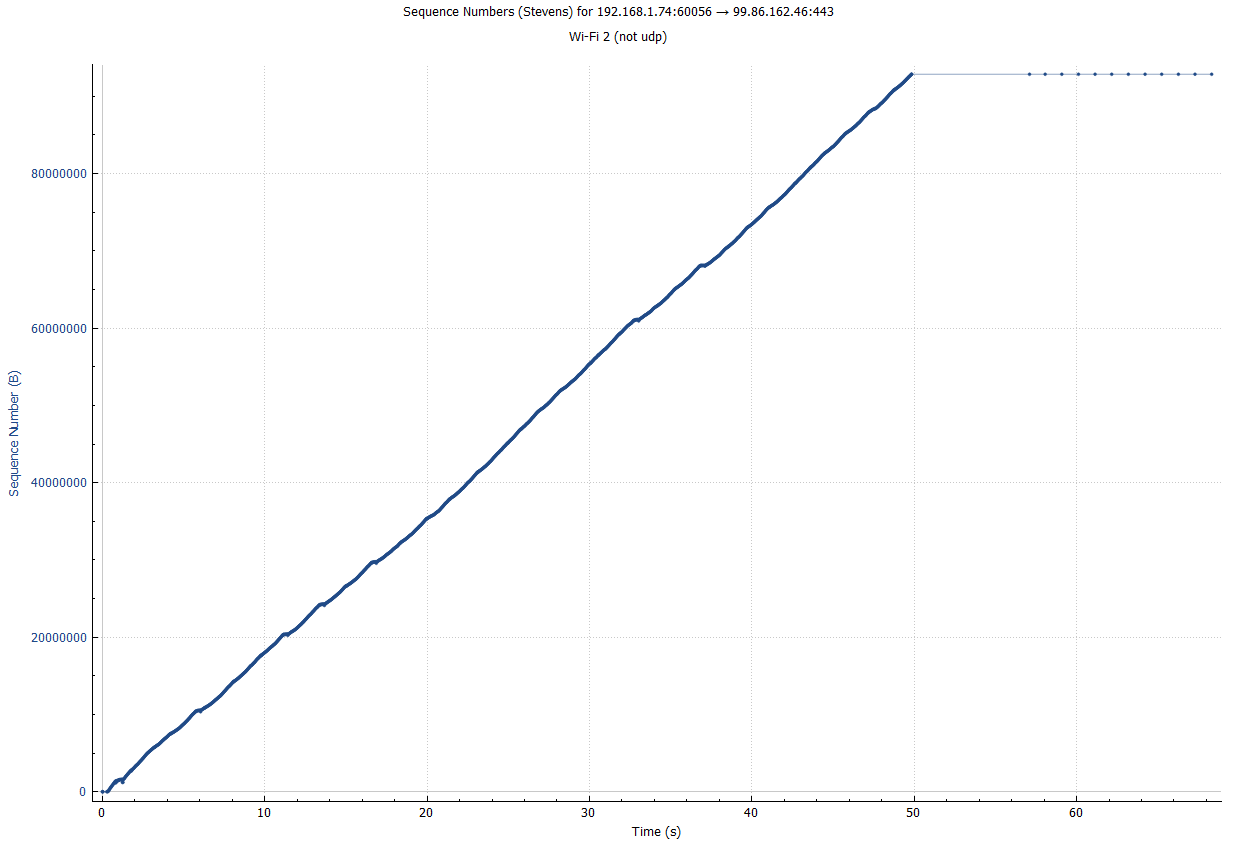 Sequence Numbers (Stevens) for 192.168.1.74:60056 → 99.86.162.46:443
Wi-Fi 2 (not udp)
Sequence Number (B)
80000000
60000000
40000000
20000000
0
0 10 20 30 40 50 60
Time (s)